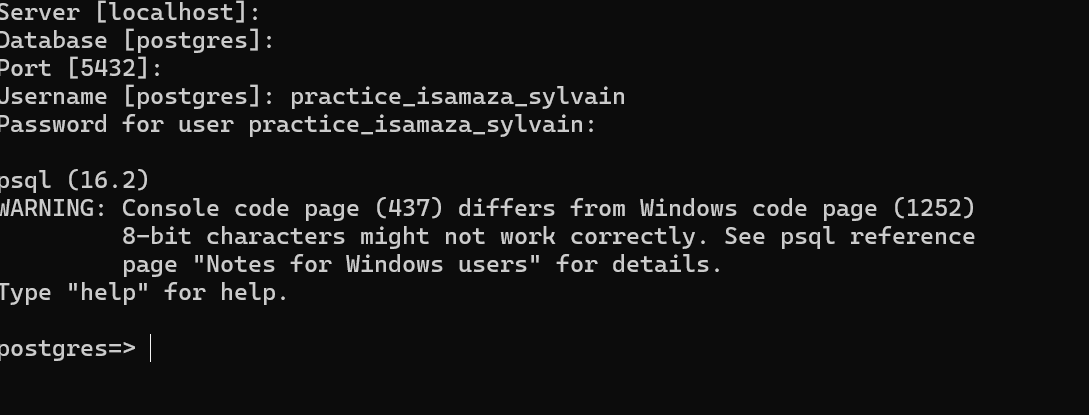 Server [localhost]:
Database [postgres]:
Port [5432]:
Username [postgres]: practice_isamaza_sylvain
Password for user practice_isamaza_sylvain:
psql (16.2)
WARNING: Console code page (437) differs from Windows code page (1252)
8-bit characters might not work correctly. See psql reference
page "Notes for Windows users" for details.
Type "help" for help.
postgres=>